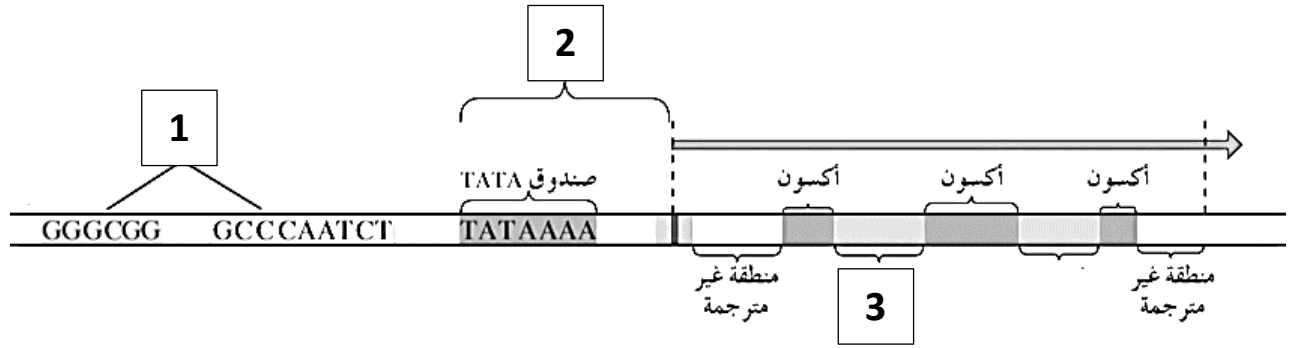 2
1
صندوق TATA
أكسون
أكسون
أكسون
GGGCGG GCCCAATCT TATAAAA
منطقة غير
مترجمة
3
منطقة غير
مترجمة